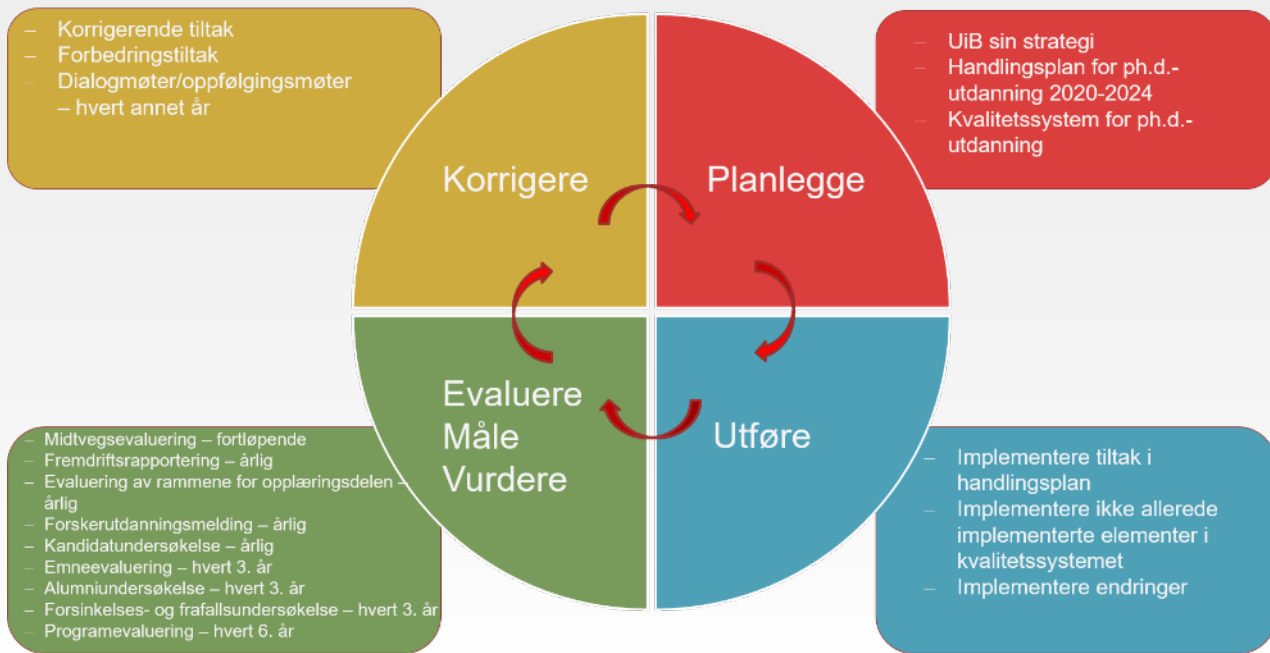 – Korrigerende tiltak
– Forbedringstiltak
– Dialogmøter/oppfølgingsmøter
– hvert annet år
– UiB sin strategi
– Handlingsplan for ph.d.-
utdanning 2020-2024
– Kvalitetssystem for ph.d.-
utdanning
Korrigere
Planlegge
Evaluere
Måle
Vurdere
Utføre
– Midtvegsevaluering – fortløpende
– Fremdriftsrapportering – årlig
– Evaluering av rammene for opplæringsdelen –
årlig
– Forskerutdanningsmelding – årlig
– Kandidatundersøkelse – årlig
– Emneevaluering – hvert 3. år
– Alumniundersøkelse – hvert 3. år
– Forsinkelses- og frafallsundersøkelse – hvert 3. år
– Programevaluering – hvert 6. år
– Implementere tiltak i
handlingsplan
– Implementere ikke allerede
implementerte elementer i
kvalitetssystemet
– Implementere endringer